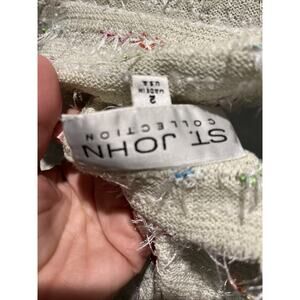 ST. JOHN
COLLECTION
2
MADE IN
U.S.A.